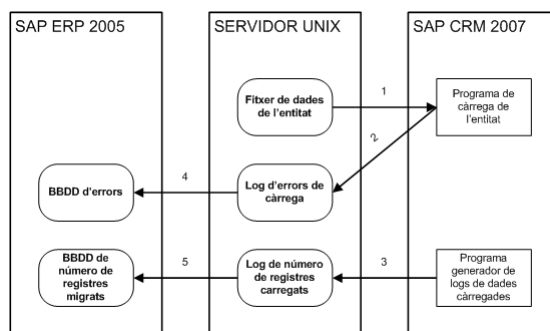 SAP ERP 2005
SERVIDOR UNIX
SAP CRM 2007
Fitxer de dades
de l'entitat
1
Programa de
càrrega de
l'entitat
2
BBDD d'errors
4
Log d'errors de
càrrega
BBDD de
número de
registres
migrats
5
Log de número
de registres
carregats
3
Programa
generador de
logs de dades
càrregades